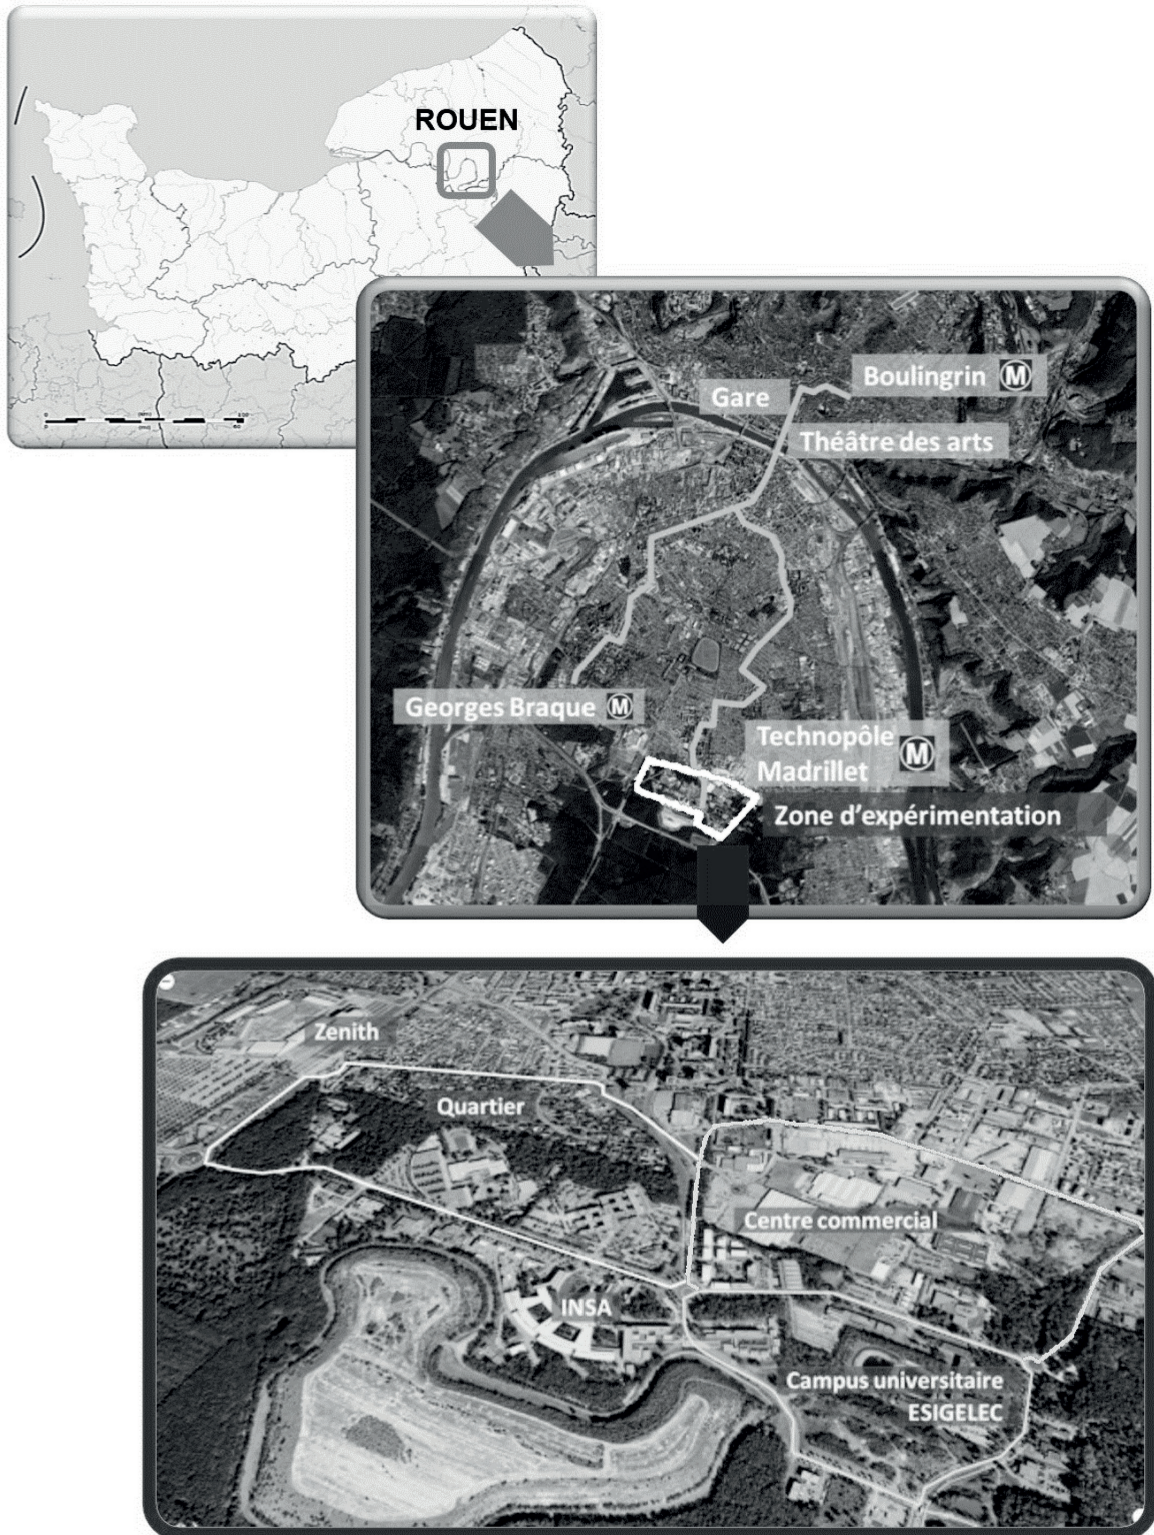 ROUEN
Boulingrin M
Gare
Théâtre des arts
Georges Braque M
Technopôle M
Madrillet
Zone d'expérimentation
Zenith
Quartier
Centre commercial
INSA
Campus universitaire
ESIGELEC